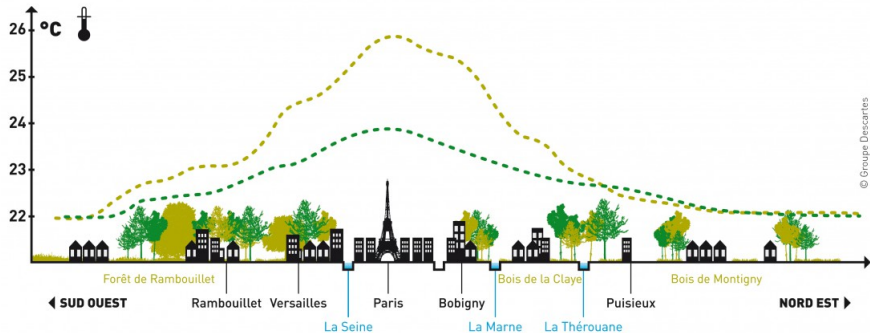 °C
26
25
24
23
22
© Groupe Descartes
Forêt de Rambouillet
Bois de la Claye
Bois de Montigny
SUD OUEST
Rambouillet
Versailles
Paris
Bobigny
Puisieux
NORD EST
La Seine
La Marne
La Thérouane